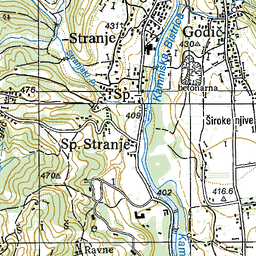 431
Godič
Stranje
430
Kamniška Bistrica
476
Sp.
betonarna
409
Široke njive
Sp. Stranje
470
402
416.6
Ravne
Kam